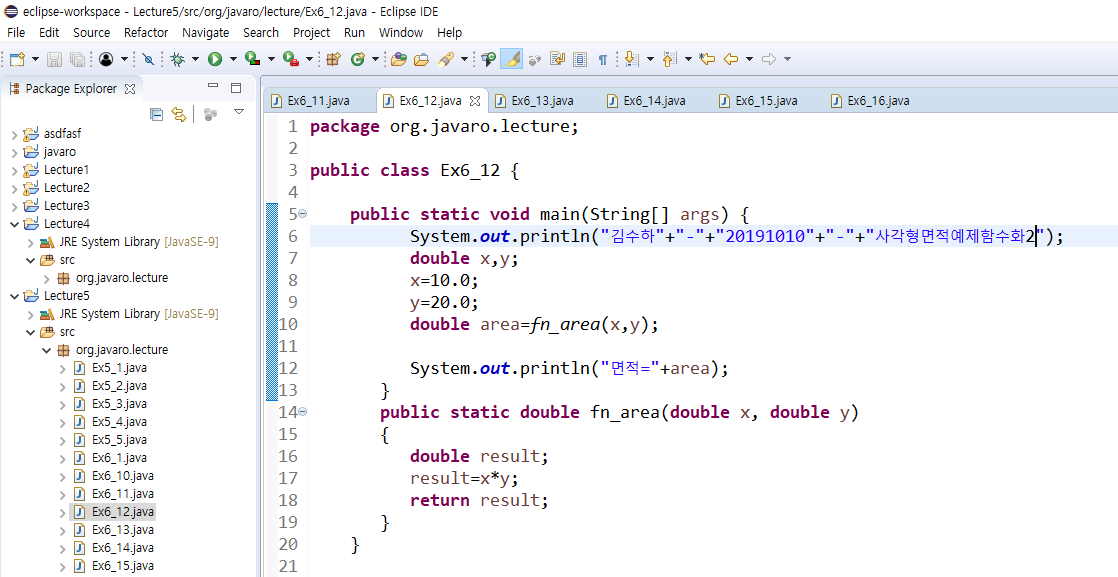 eclipse-workspace - Lecture5/src/org/javaro/lecture/Ex6_12.java - Eclipse IDE
File Edit Source Refactor Navigate Search Project Run Window Help
Package Explorer
asdfasf
javaro
Lecture1
Lecture2
Lecture3
Lecture4
JRE System Library [JavaSE-9]
src
org.javaro.lecture
Lecture5
JRE System Library [JavaSE-9]
src
org.javaro.lecture
Ex5_1.java
Ex5_2.java
Ex5_3.java
Ex5_4.java
Ex5_5.java
Ex6_1.java
Ex6_10.java
Ex6_11.java
Ex6_12.java
Ex6_13.java
Ex6_14.java
Ex6_15.java
Ex6_11.java Ex6_12.java Ex6_13.java Ex6_14.java Ex6_15.java Ex6_16.java
1 package org.javaro.lecture;
2
3 public class Ex6_12 {
4
5 public static void main(String[] args) {
6 System.out.println("김수하"+"-"+"20191010"+"-"+"사각형면적예제함수화2");
7 double x,y;
8 x=10.0;
9 y=20.0;
10 double area=fn_area(x,y);
11
12 System.out.println("면적="+area);
13 }
14 public static double fn_area(double x, double y)
15 {
16 double result;
17 result=x*y;
18 return result;
19 }
20 }
21